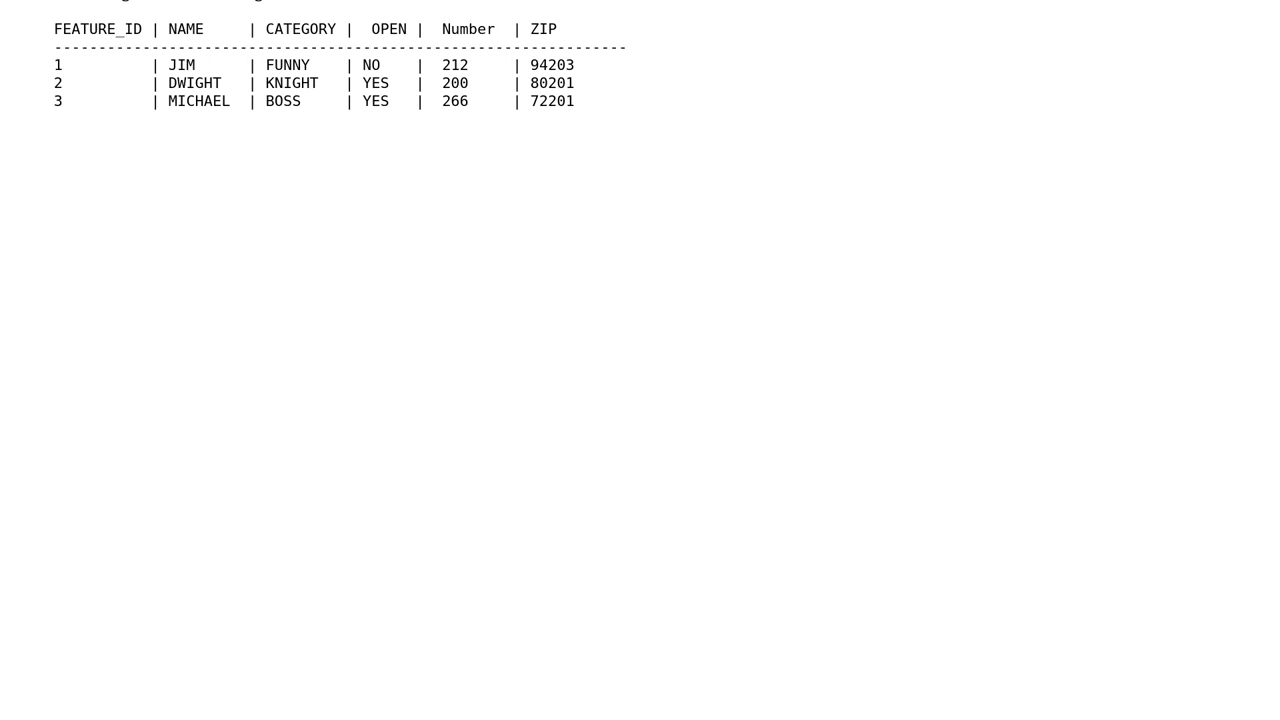 FEATURE_ID | NAME     | CATEGORY |  OPEN |  Number  | ZIP
-----------------------------------------------------------------
1          | JIM      | FUNNY    | NO    |  212     | 94203
2          | DWIGHT   | KNIGHT   | YES   |  200     | 80201
3          | MICHAEL  | BOSS     | YES   |  266     | 72201